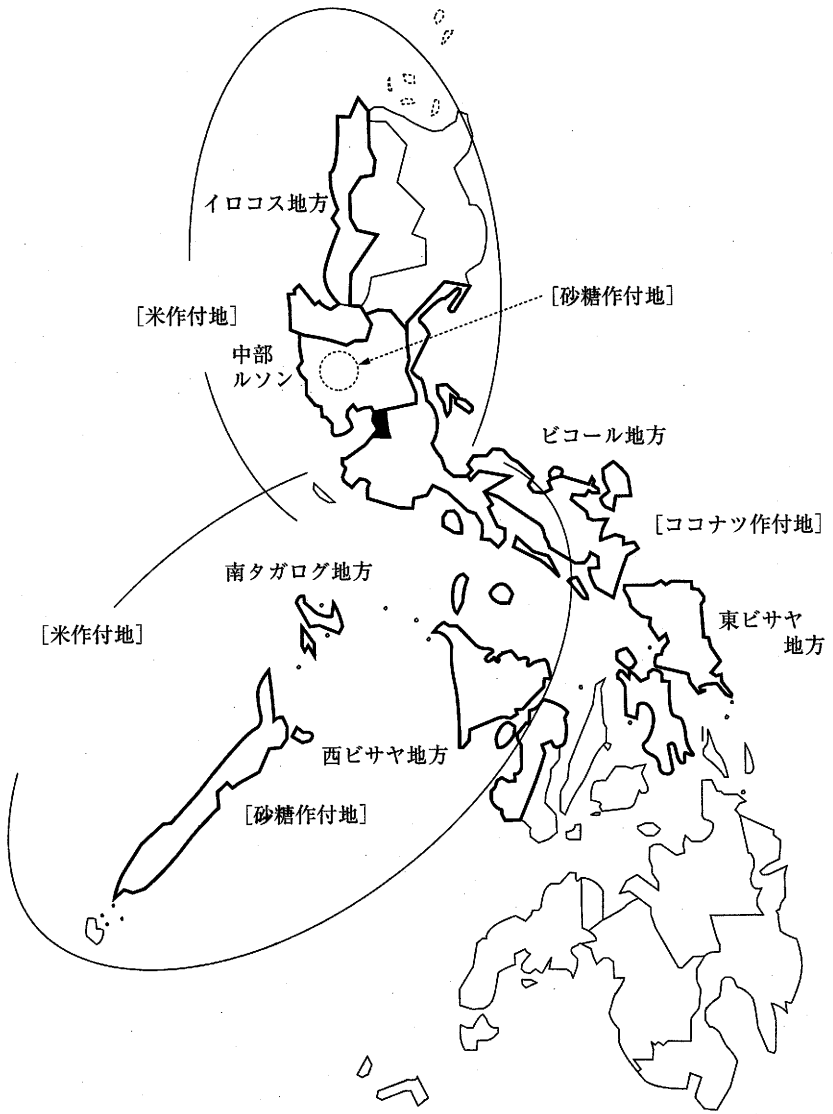 イロコス地方
[砂糖作付地]
[米作付地]
中部
ルソン
ビコール地方
[ココナツ作付地]
南タガログ地方
[米作付地]
東ビサヤ
地方
西ビサヤ地方
[砂糖作付地]